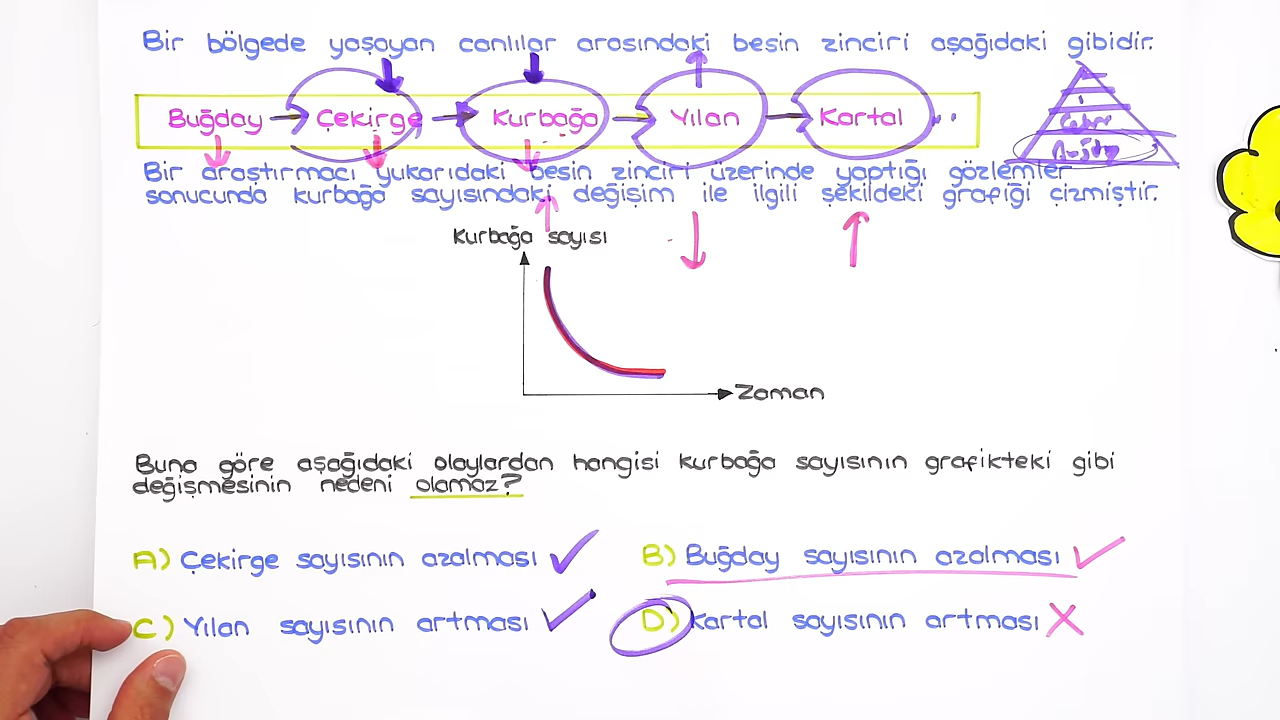 Bir bölgede yaşayan canlılar arasındaki besin zinciri aşağıdaki gibidir.
Buğday Çekirge Kurbağa Yılan Kartal ...
Bir araştırmacı yukarıdaki besin zinciri üzerinde yaptığı gözlemler
sonucunda kurbağa sayısındaki değişim ile ilgili şekildeki grafiği çizmiştir.
Kurbağa sayısı
Zaman
Buna göre aşağıdaki olaylardan hangisi kurbağa sayısının grafikteki gibi
değişmesinin nedeni olamaz?
A) Çekirge sayısının azalması
B) Buğday sayısının azalması
C) Yılan sayısının artması
D) Kartal sayısının artması